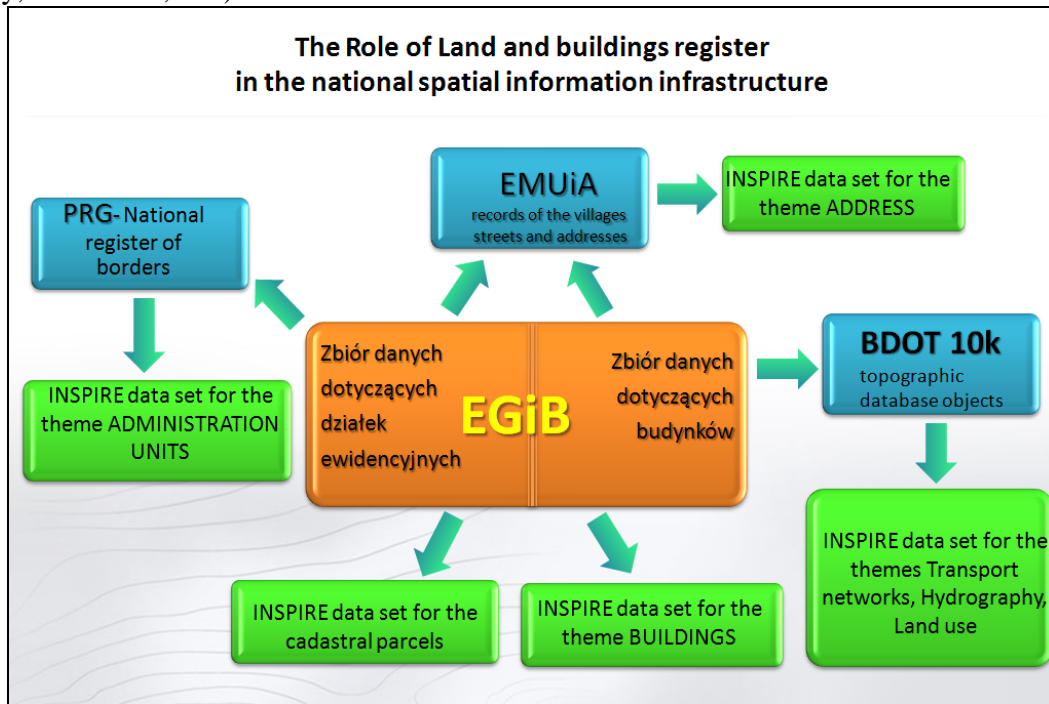 The Role of Land and buildings register
in the national spatial information infrastructure
EMUiA
records of the villages
streets and addresses
INSPIRE data set for the
theme ADDRESS
PRG- National
register of
borders
INSPIRE data set for the
theme ADMINISTRATION
UNITS
Zbiór danych
dotyczących
działek
ewidencyjnych
EGiB
Zbiór danych
dotyczących
budynków
BDOT 10k
topographic
database objects
INSPIRE data set for the
themes Transport
networks, Hydrography,
Land use
INSPIRE data set for the
cadastral parcels
INSPIRE data set for the
theme BUILDINGS